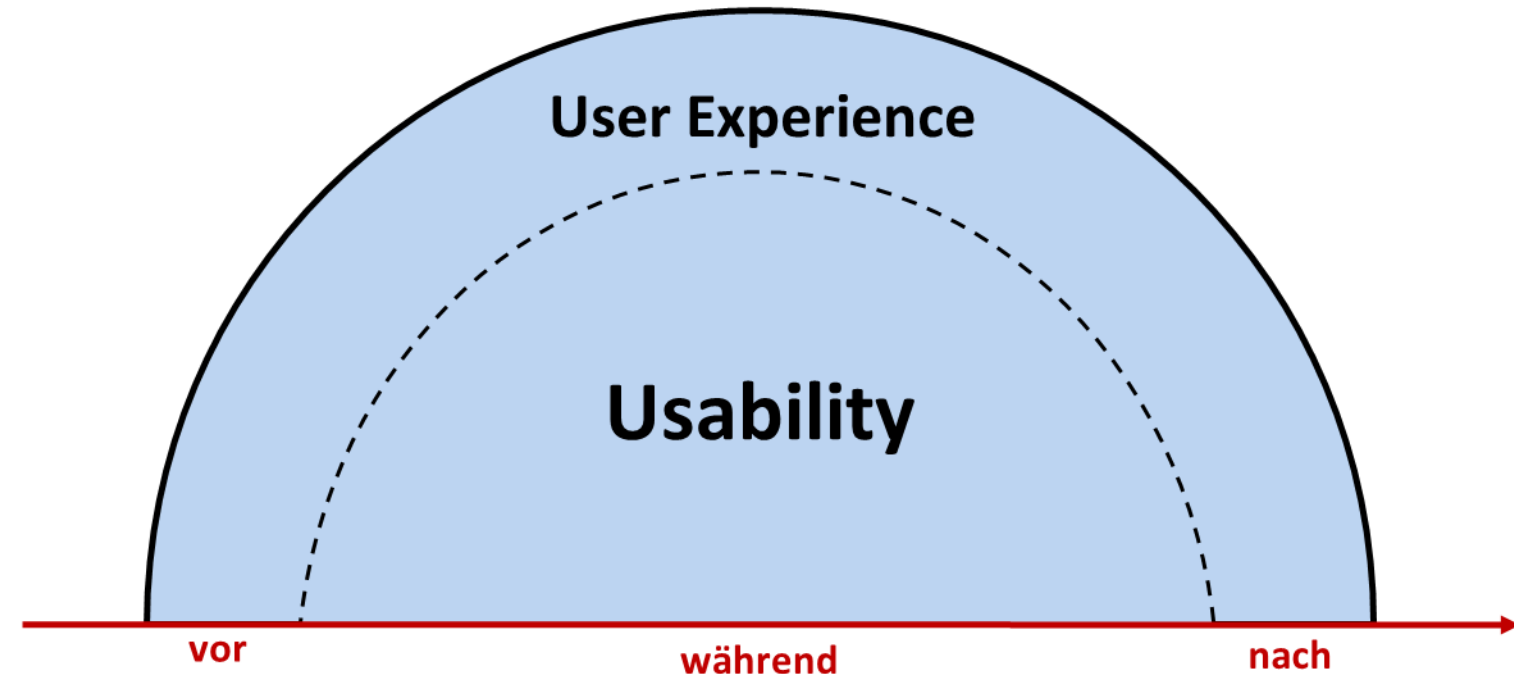 User Experience
Usability
vor
während
nach